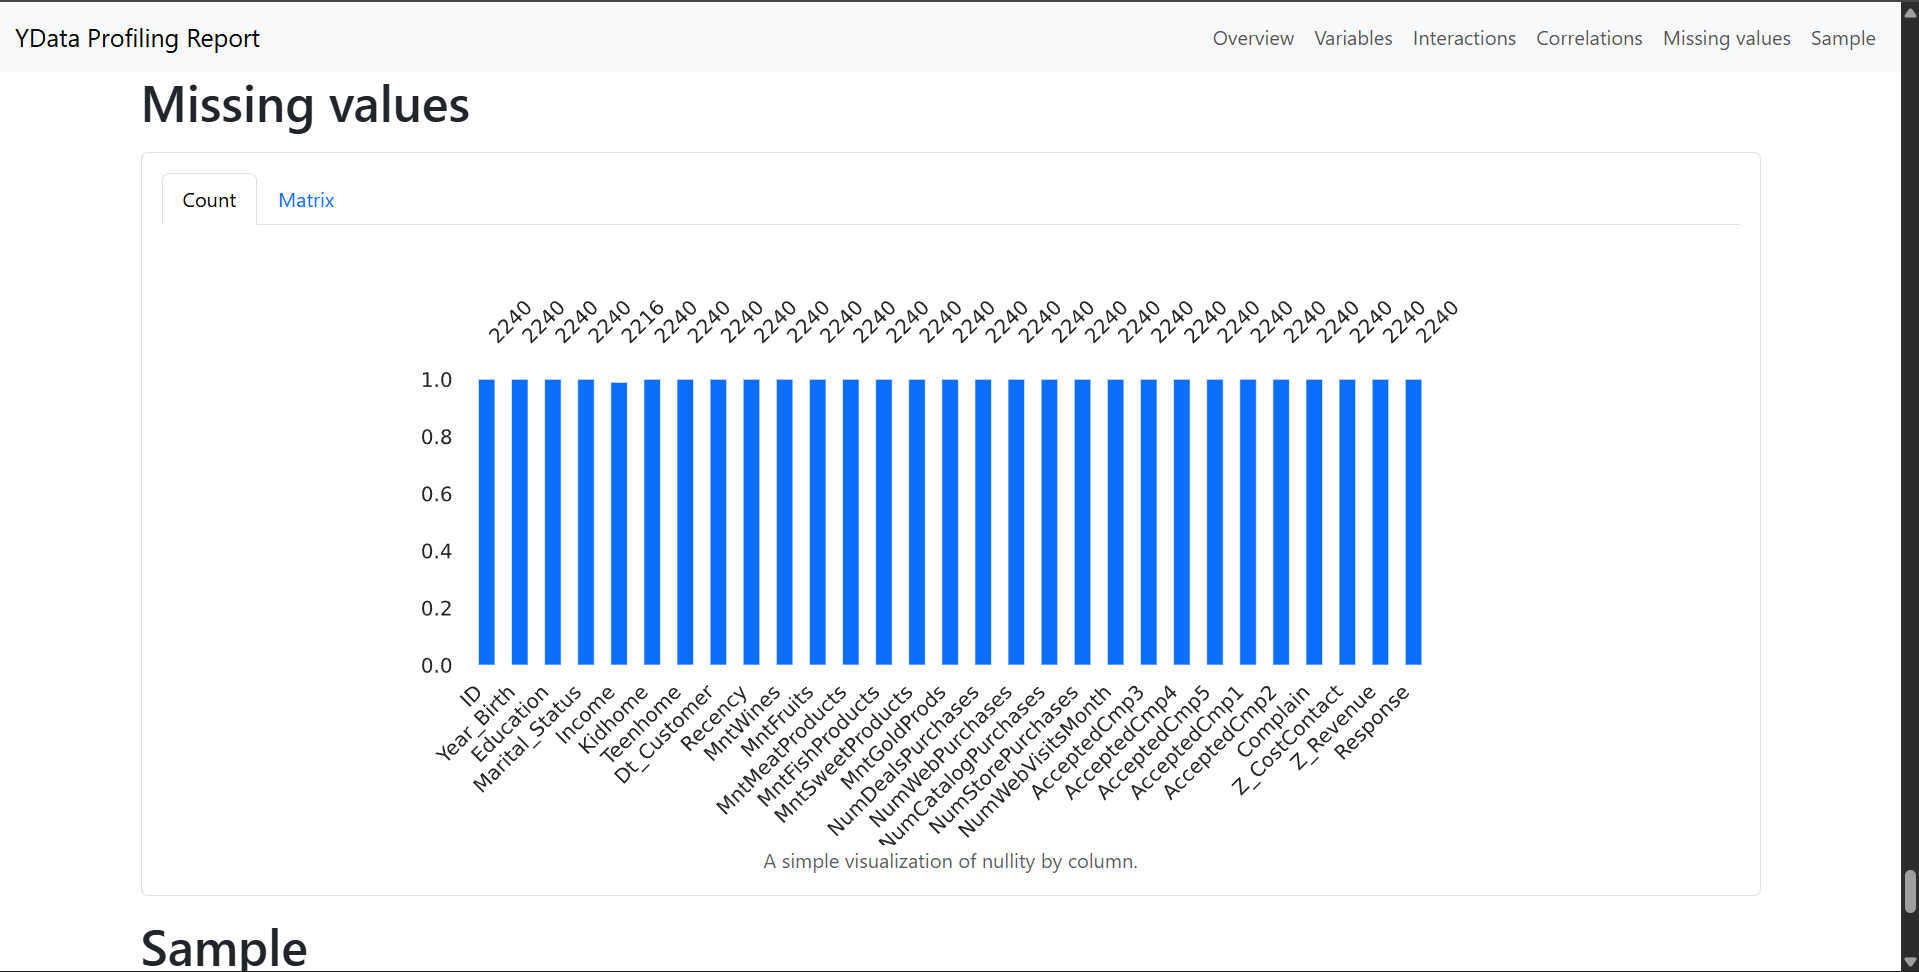 YData Profiling Report
Overview Variables Interactions Correlations Missing values Sample
Missing values
Count Matrix
2240 2240 2240 2240 2216 2240 2240 2240 2240 2240 2240 2240 2240 2240 2240 2240 2240 2240 2240 2240 2240 2240 2240 2240 2240 2240 2240 2240 2240
1.0
0.8
0.6
0.4
0.2
0.0
ID
Year_Birth
Education
Marital_Status
Income
Kidhome
Teenhome
Dt_Customer
Recency
MntWines
MntFruits
MntMeatProducts
MntFishProducts
MntSweetProducts
MntGoldProds
NumDealsPurchases
NumWebPurchases
NumCatalogPurchases
NumStorePurchases
NumWebVisitsMonth
AcceptedCmp3
AcceptedCmp4
AcceptedCmp5
AcceptedCmp1
AcceptedCmp2
Complain
Z_CostContact
Z_Revenue
Response
A simple visualization of nullity by column.
Sample